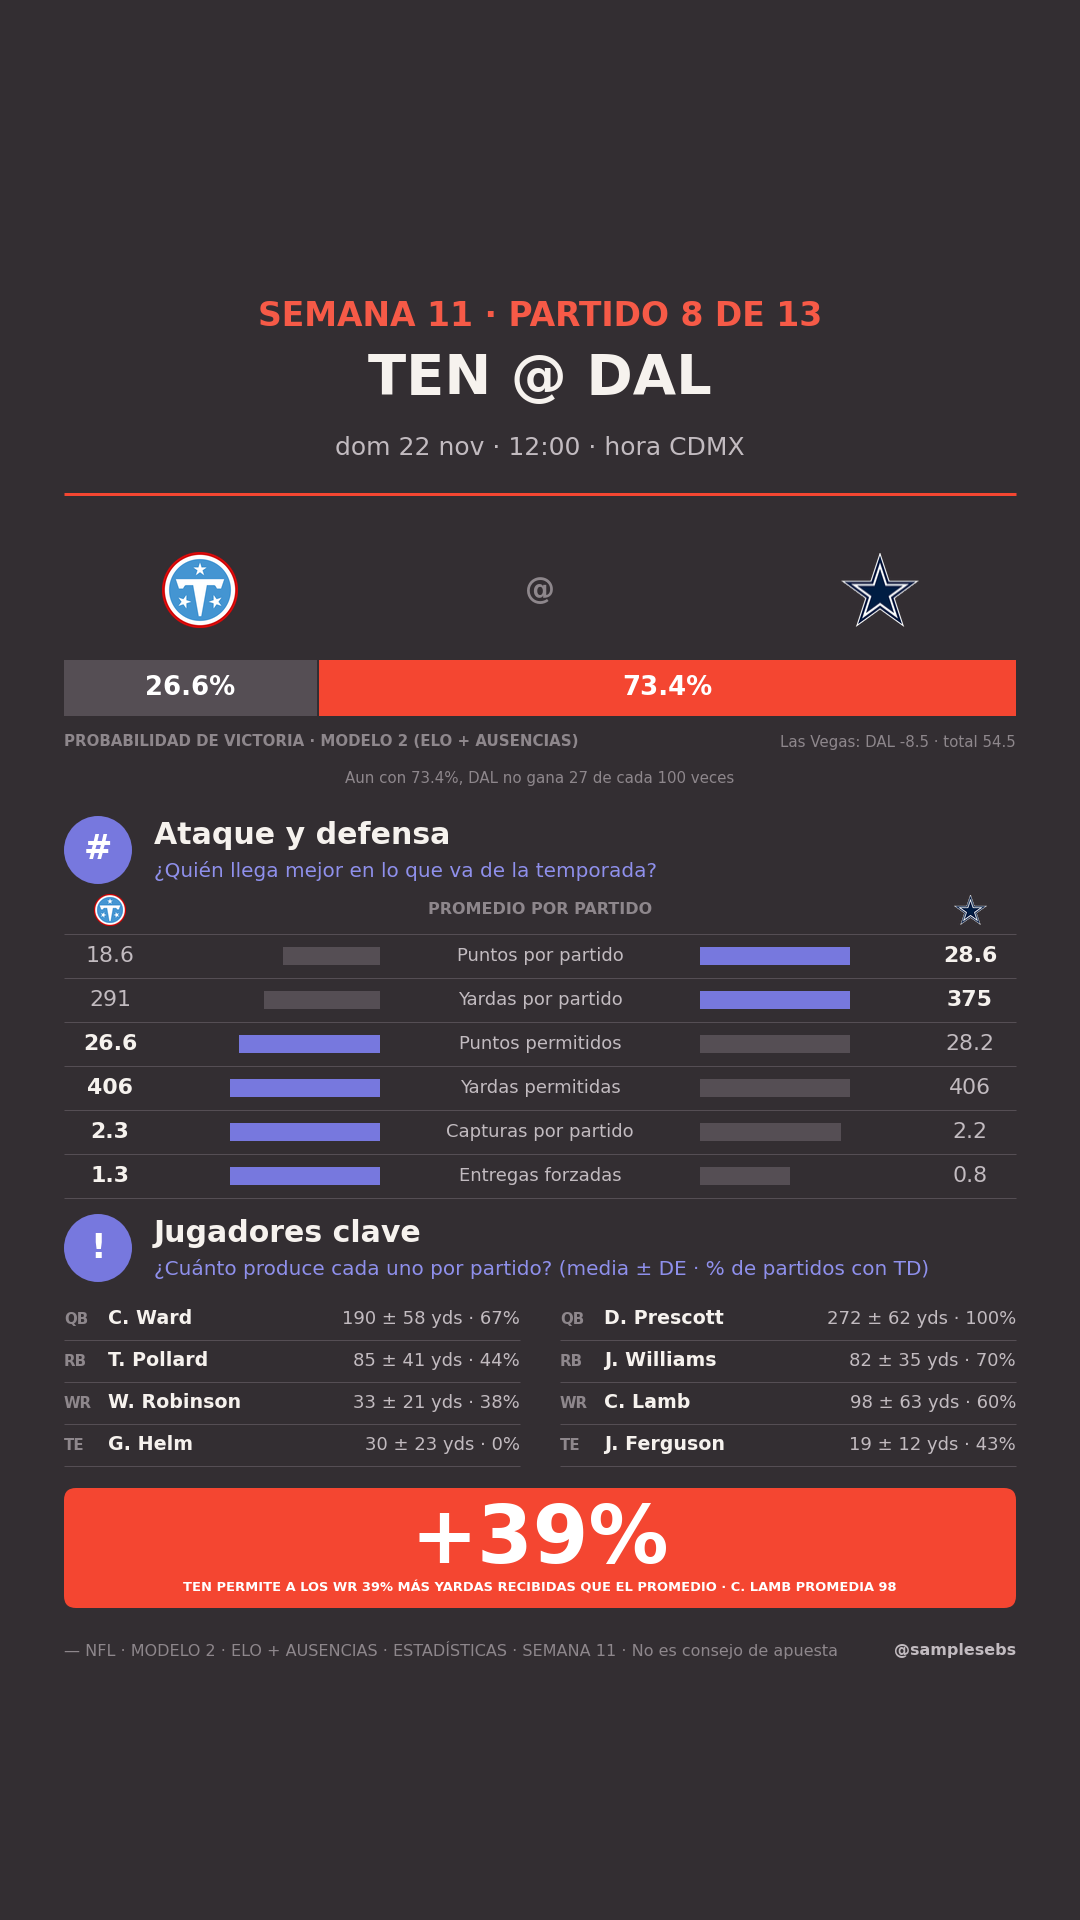 SEMANA 11 · PARTIDO 8 DE 13
TEN @ DAL
dom 22 nov · 12:00 · hora CDMX
@
26.6%
73.4%
PROBABILIDAD DE VICTORIA · MODELO 2 (ELO + AUSENCIAS)
Las Vegas: DAL -8.5 · total 54.5
Aun con 73.4%, DAL no gana 27 de cada 100 veces
#
Ataque y defensa
¿Quién llega mejor en lo que va de la temporada?
PROMEDIO POR PARTIDO
18.6 Puntos por partido 28.6
291 Yardas por partido 375
26.6 Puntos permitidos 28.2
406 Yardas permitidas 406
2.3 Capturas por partido 2.2
1.3 Entregas forzadas 0.8
!
Jugadores clave
¿Cuánto produce cada uno por partido? (media ± DE · % de partidos con TD)
QB C. Ward 190 ± 58 yds · 67%
RB T. Pollard 85 ± 41 yds · 44%
WR W. Robinson 33 ± 21 yds · 38%
TE G. Helm 30 ± 23 yds · 0%
QB D. Prescott 272 ± 62 yds · 100%
RB J. Williams 82 ± 35 yds · 70%
WR C. Lamb 98 ± 63 yds · 60%
TE J. Ferguson 19 ± 12 yds · 43%
+39%
TEN PERMITE A LOS WR 39% MÁS YARDAS RECIBIDAS QUE EL PROMEDIO · C. LAMB PROMEDIA 98
— NFL · MODELO 2 · ELO + AUSENCIAS · ESTADÍSTICAS · SEMANA 11 · No es consejo de apuesta
@samplesebs